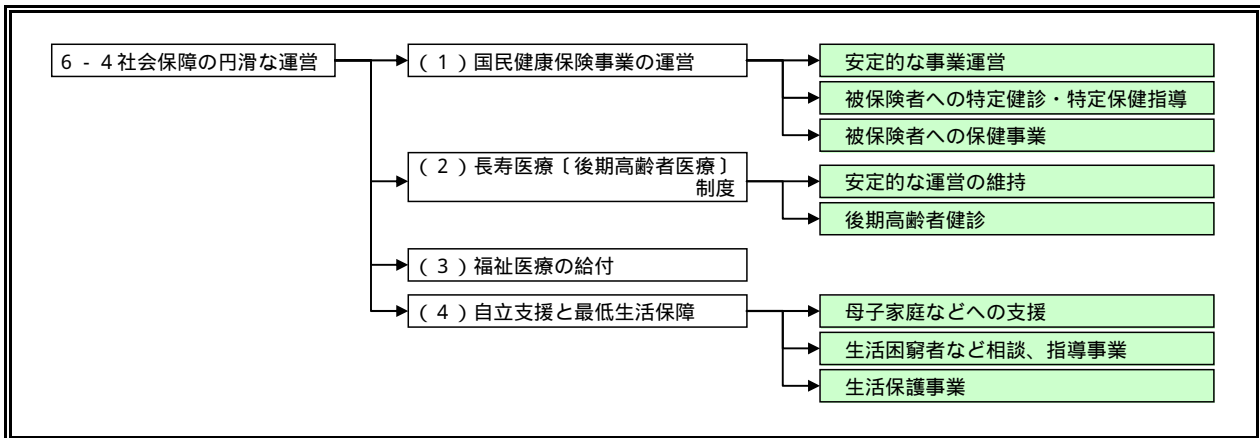 6‐4社会保障の円滑な運営
(1)国民健康保険事業の運営
安定的な事業運営
被保険者への特定健診・特定保健指導
被保険者への保健事業
(2)長寿医療〔後期高齢者医療〕
制度
安定的な運営の維持
後期高齢者健診
(3)福祉医療の給付
(4)自立支援と最低生活保障
母子家庭などへの支援
生活困窮者など相談、指導事業
生活保護事業